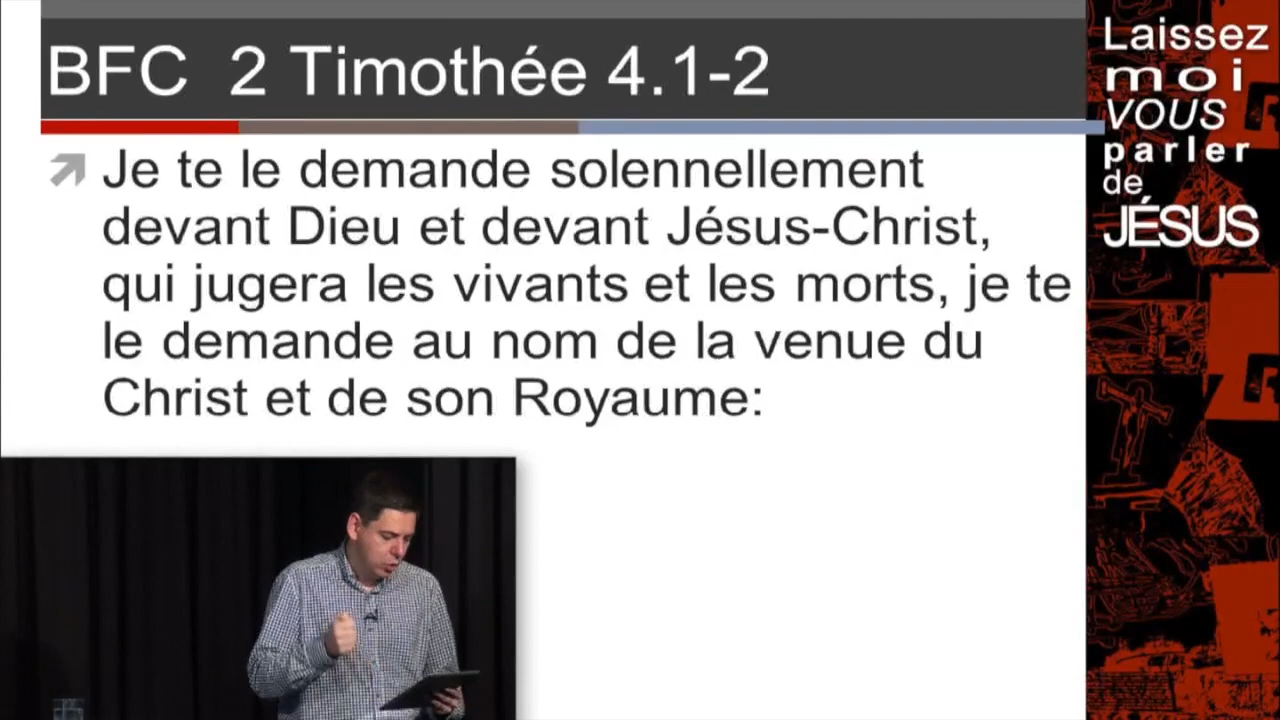 BFC 2 Timothée 4.1-2
Je te le demande solennellement
devant Dieu et devant Jésus-Christ,
qui jugera les vivants et les morts, je te
le demande au nom de la venue du
Christ et de son Royaume:
Laissez
moi
VOUS
parler
de
JÉSUS